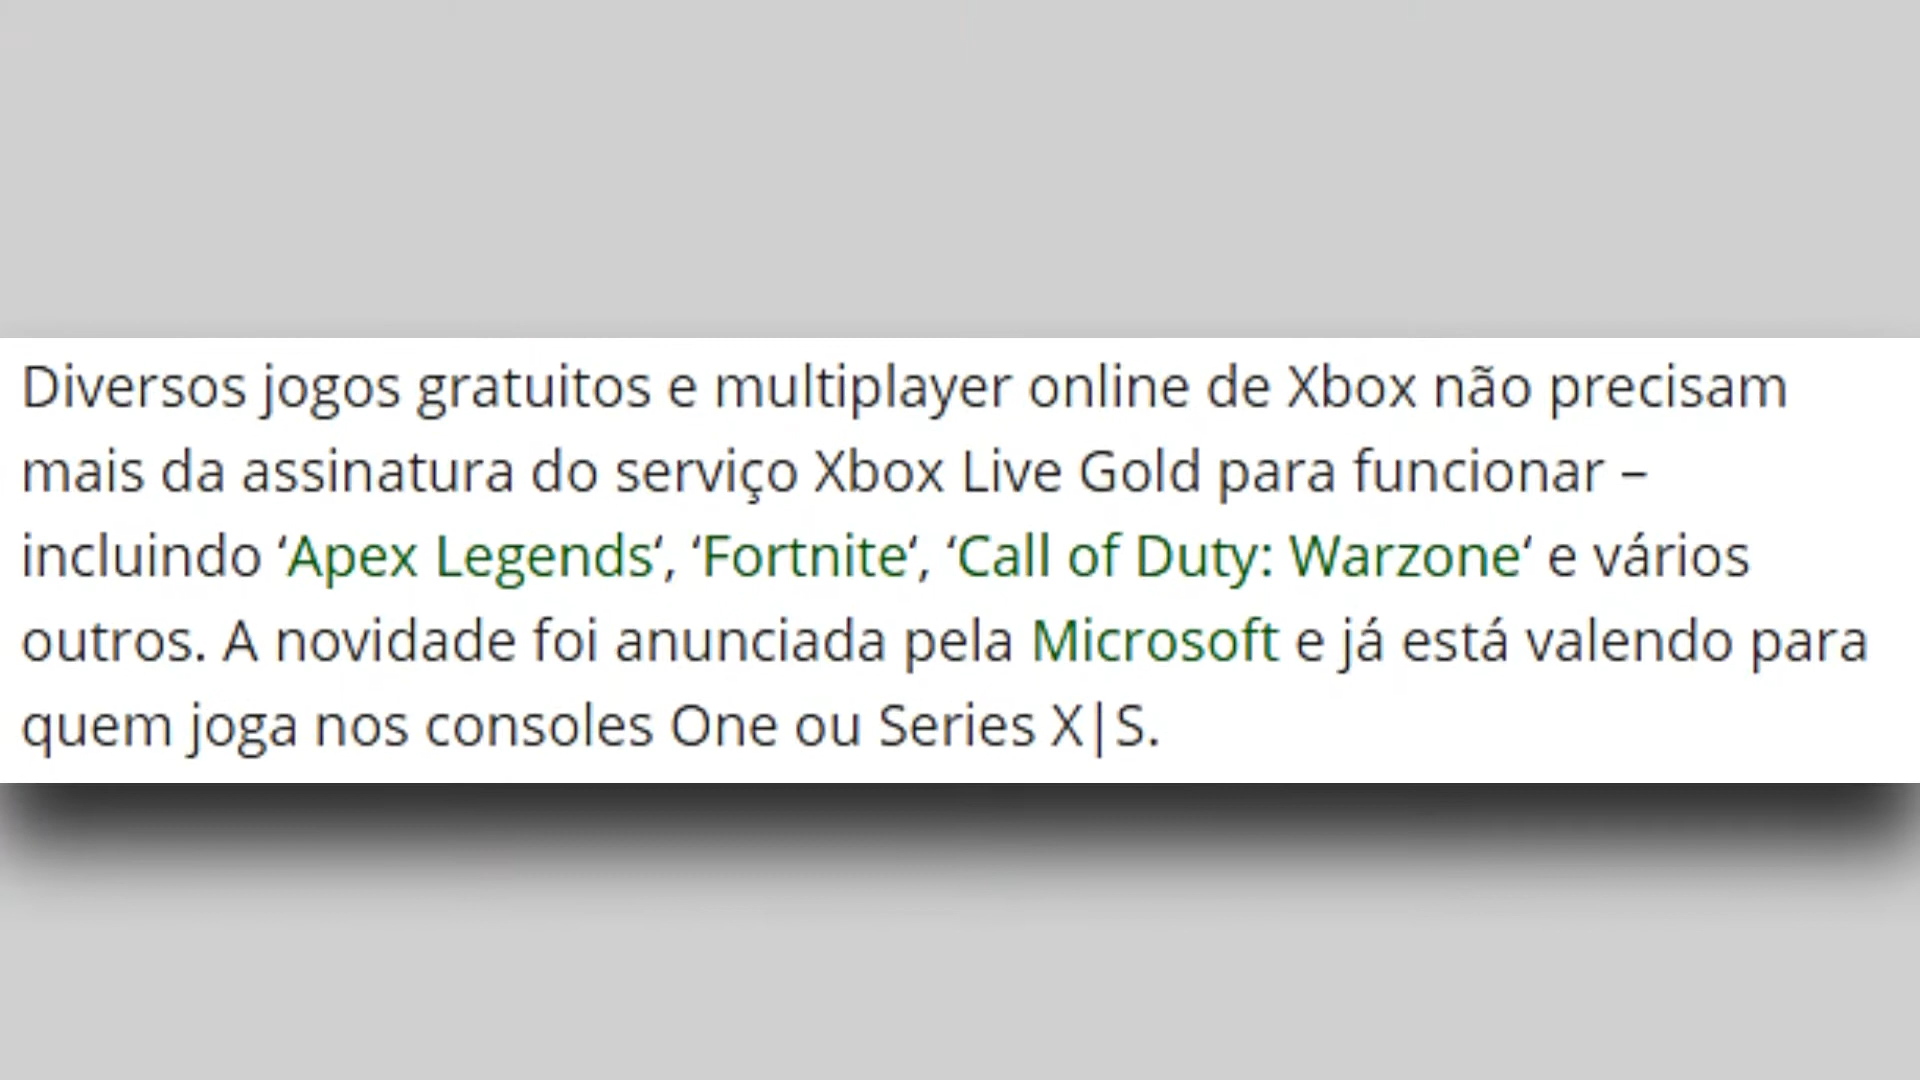 Diversos jogos gratuitos e multiplayer online de Xbox não precisam
mais da assinatura do serviço Xbox Live Gold para funcionar –
incluindo ‘Apex Legends‘, ‘Fortnite‘, ‘Call of Duty: Warzone‘ e vários
outros. A novidade foi anunciada pela Microsoft e já está valendo para
quem joga nos consoles One ou Series X|S.